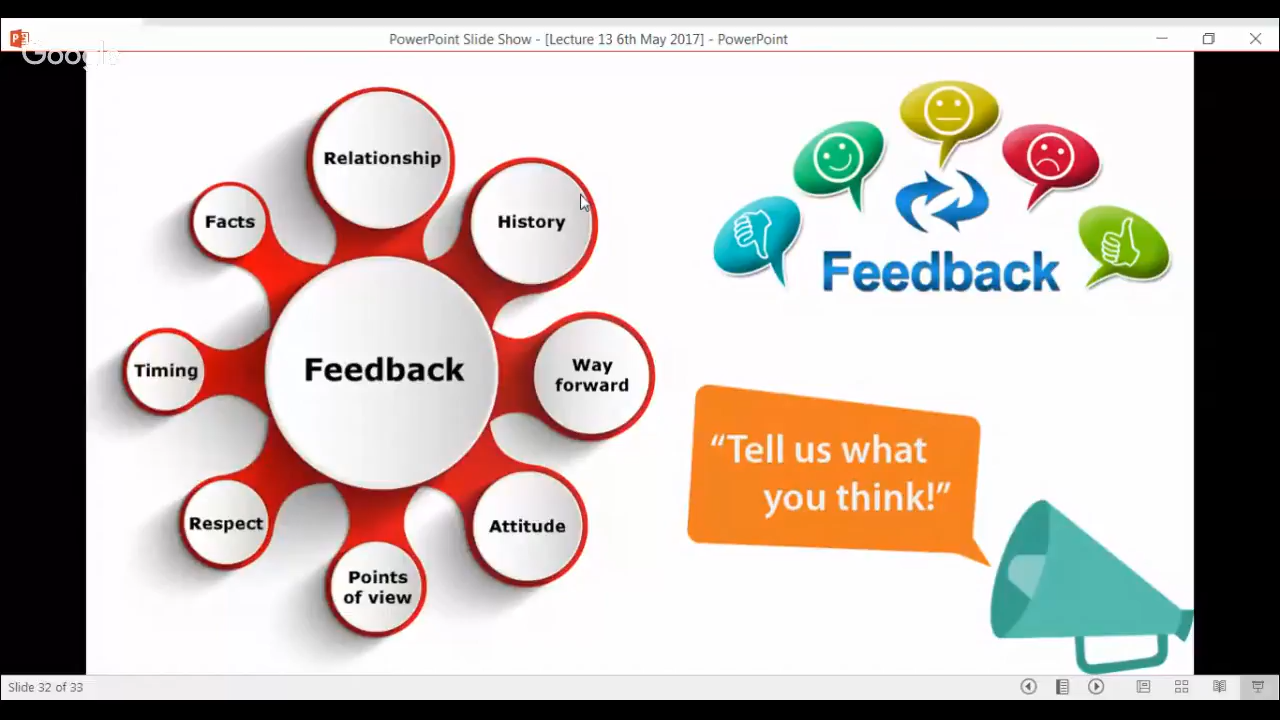 PowerPoint Slide Show - [Lecture 13 6th May 2017] - PowerPoint
Google
Relationship
History
Facts
Way
forward
Feedback
Timing
Attitude
Respect
Points
of view
Feedback
“Tell us what
you think!”
Slide 32 of 33